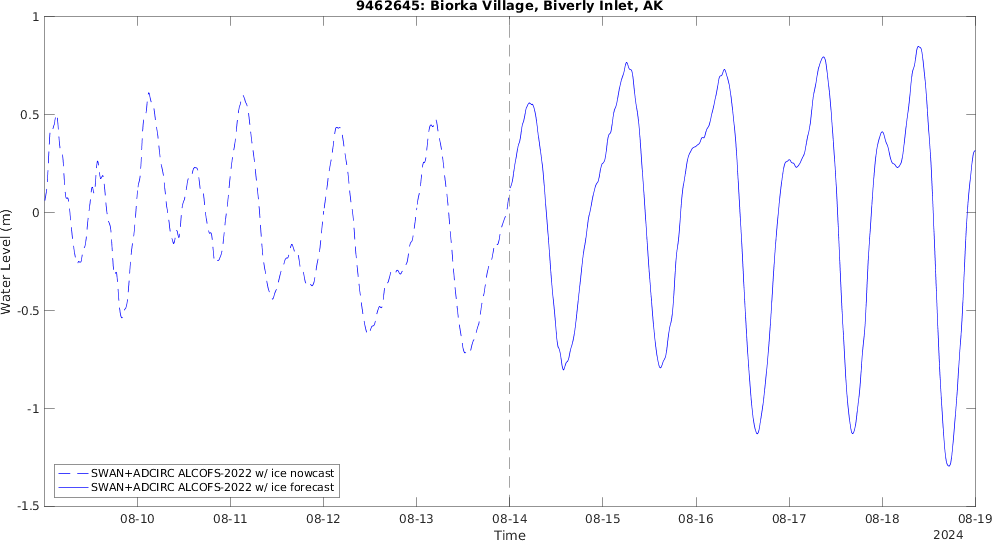 9462645: Biorka Village, Biverly Inlet, AK
Water Level (m)
1
0.5
0
-0.5
-1
-1.5
SWAN+ADCIRC ALCOFS-2022 w/ ice nowcast
SWAN+ADCIRC ALCOFS-2022 w/ ice forecast
08-10 08-11 08-12 08-13 08-14 08-15 08-16 08-17 08-18 08-19
Time
2024